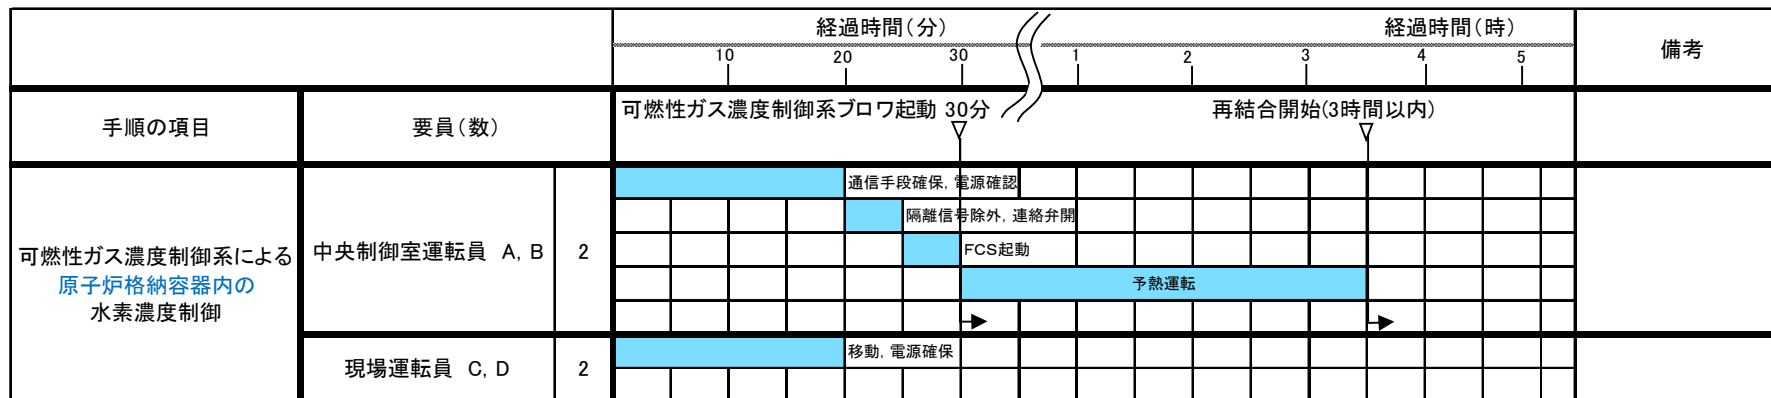 経過時間(分)
経過時間(時)
備考
10 20 30 1 2 3 4 5
手順の項目
要員(数)
可燃性ガス濃度制御系ブロワ起動 30分
再結合開始(3時間以内)
可燃性ガス濃度制御系による
原子炉格納容器内の
水素濃度制御
中央制御室運転員 A, B
2
通信手段確保, 電源確認
隔離信号除外, 連絡弁開
FCS起動
予熱運転
現場運転員 C, D
2
移動, 電源確保